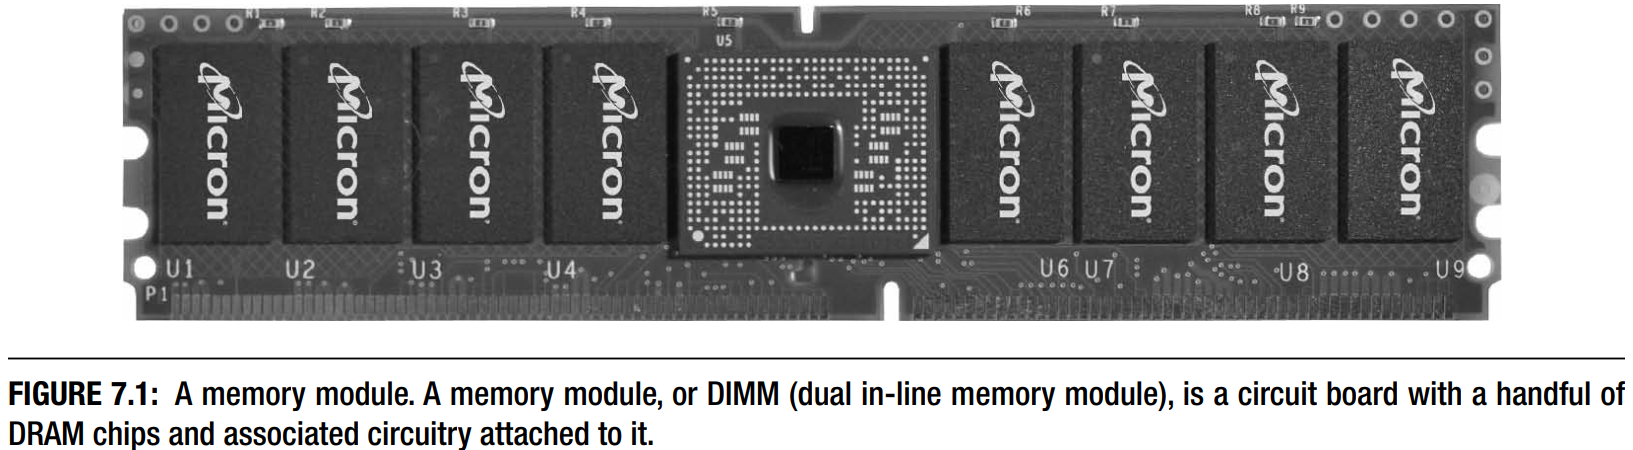 R1 R2 R3 R4 R5 R6 R7 R8 R9
U5
Micron Micron Micron Micron Micron Micron Micron Micron
U1 U2 U3 U4 U6 U7 U8 U9
P1
FIGURE 7.1: A memory module. A memory module, or DIMM (dual in-line memory module), is a circuit board with a handful of
DRAM chips and associated circuitry attached to it.